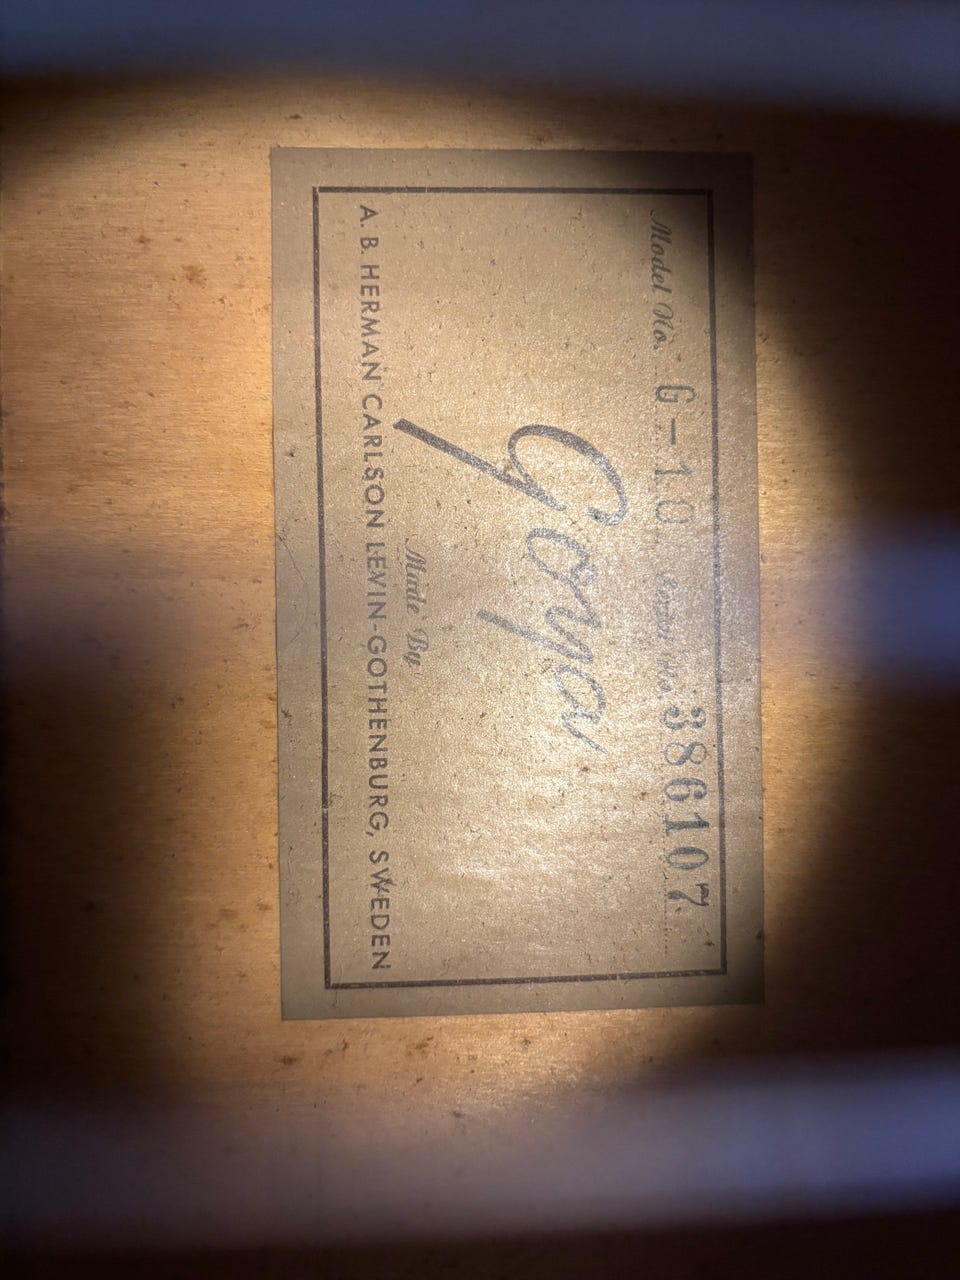 Model No. G-10 Serial No. 386107
Goya
Made By
A. B. HERMAN CARLSON LEVIN-GOTHENBURG, SWEDEN